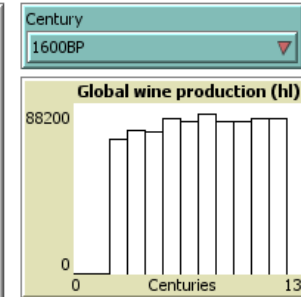 Century
1600BP
Global wine production (hl)
88200
0
0 Centuries 13